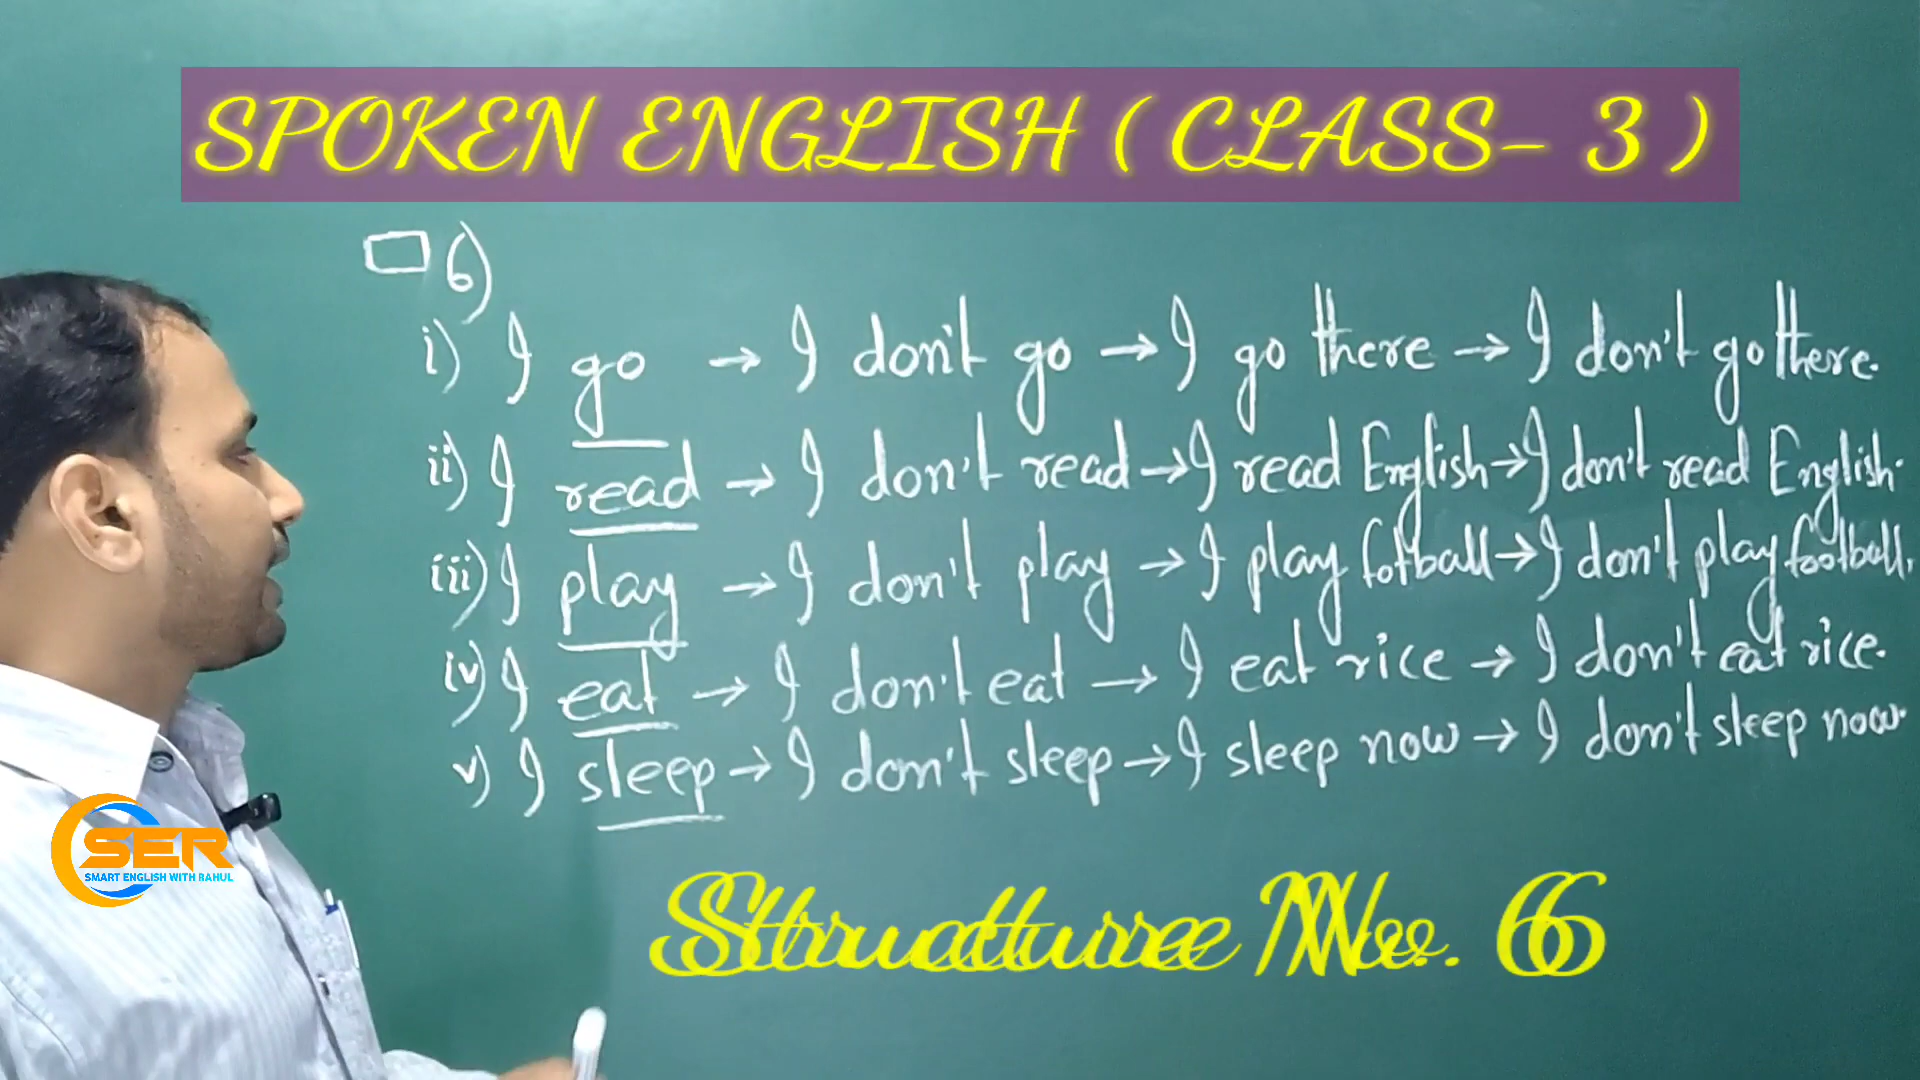 SPOKEN ENGLISH ( CLASS- 3 )
6)
i) I go → I don't go → I go there → I don't go there.
ii) I read → I don't read → I read English → I don't read English.
iii) I play → I don't play → I play fotball → I don't play football.
iv) I eat → I don't eat → I eat rice → I don't eat rice.
v) I sleep → I don't sleep → I sleep now → I don't sleep now.
SER
SMART ENGLISH WITH RAHUL
Structure No. 6